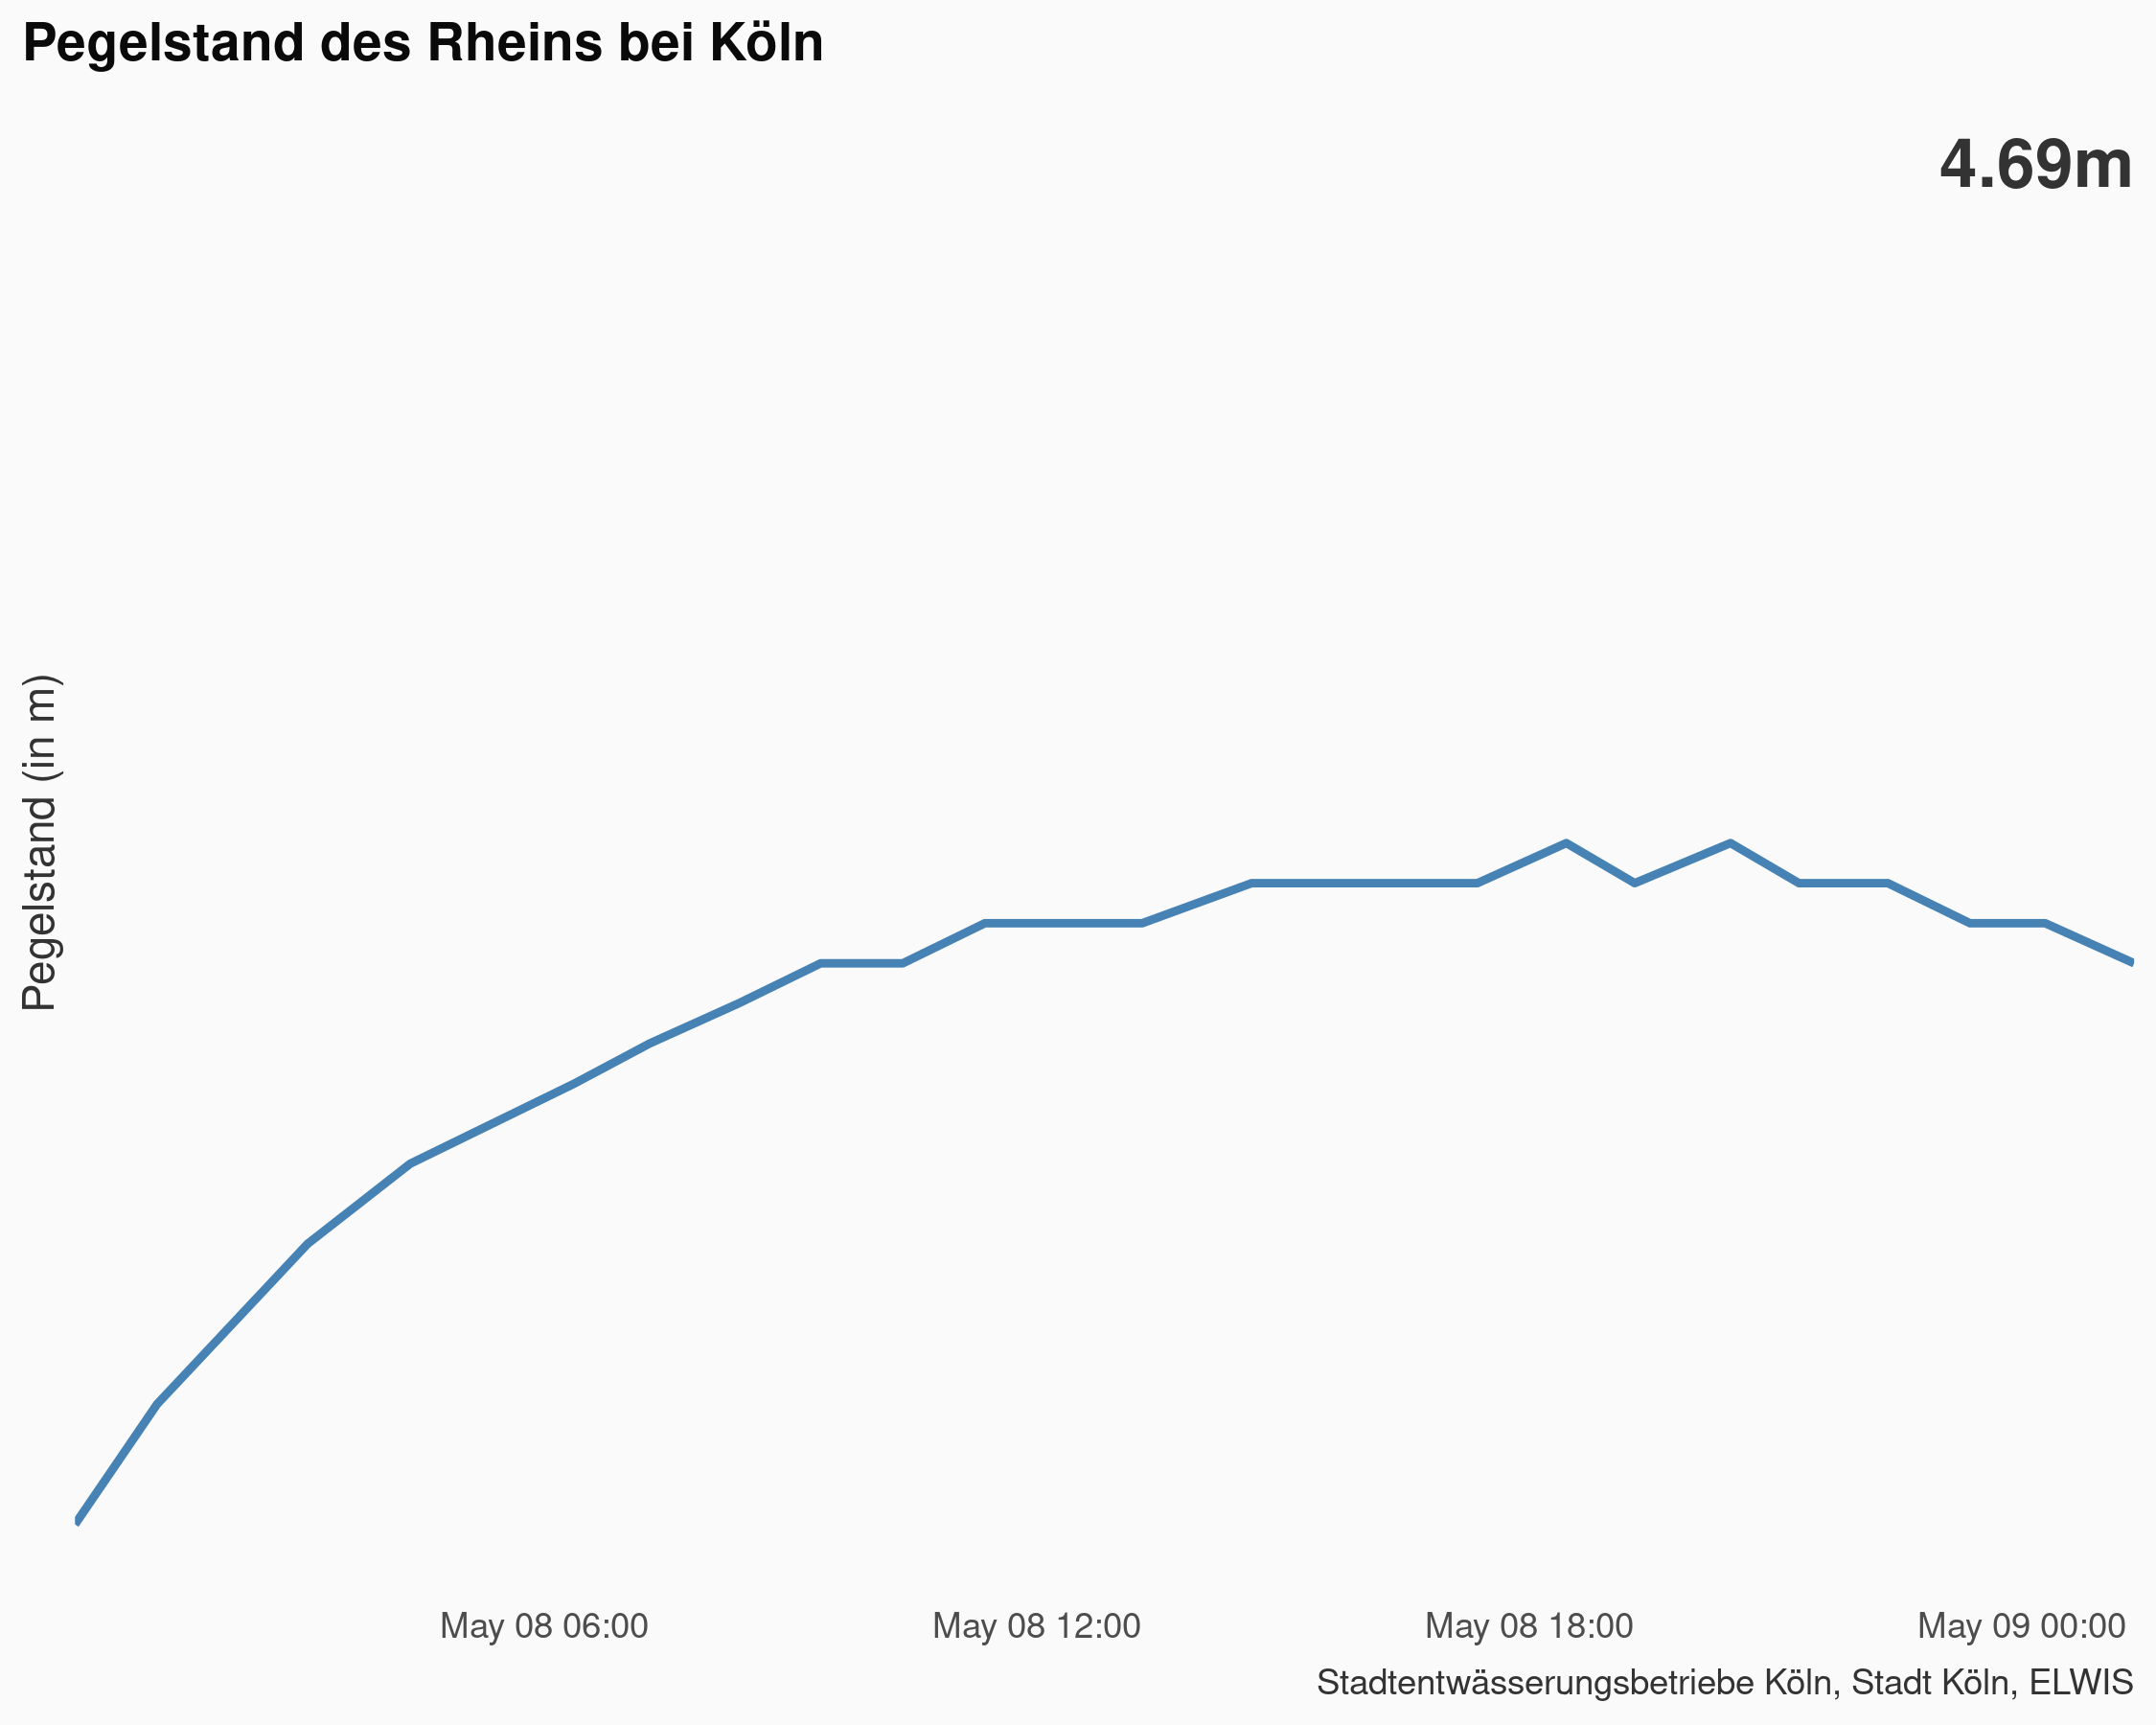 Pegelstand des Rheins bei Köln
4.69m
Pegelstand (in m)
May 08 06:00 May 08 12:00 May 08 18:00 May 09 00:00
Stadtentwässerungsbetriebe Köln, Stadt Köln, ELWIS